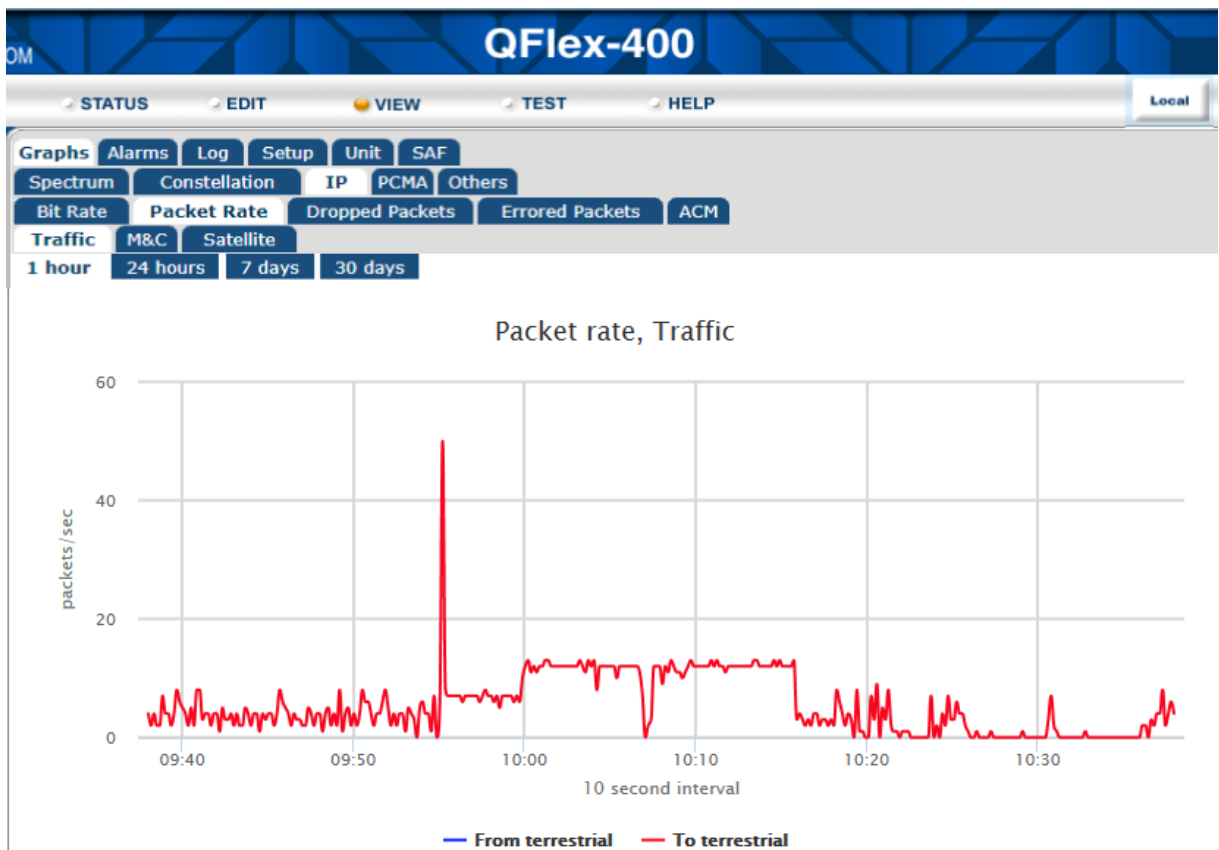 OM
QFlex-400
STATUS EDIT VIEW TEST HELP Local
Graphs Alarms Log Setup Unit SAF
Spectrum Constellation IP PCMA Others
Bit Rate Packet Rate Dropped Packets Errored Packets ACM
Traffic M&C Satellite
1 hour 24 hours 7 days 30 days
Packet rate, Traffic
60
40
packets/sec
20
0
09:40 09:50 10:00 10:10 10:20 10:30
10 second interval
From terrestrial To terrestrial